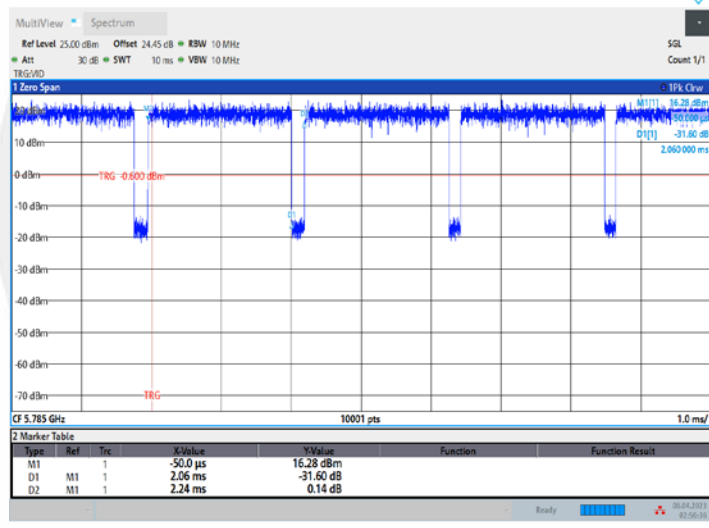 MultiView Spectrum
Ref Level 25.00 dBm Offset 24.45 dB RBW 10 MHz SGL
Att 30 dB SWT 10 ms VBW 10 MHz Count 1/1
TRG:VID
1 Zero Span 1Pk Clrw
M1[1] 16.28 dBm
-50.000 µs
D1[1] -31.60 dB
2.060 000 ms
10 dBm
0 dBm
TRG -0.600 dBm
-10 dBm
D1
-20 dBm
-30 dBm
-40 dBm
-50 dBm
-60 dBm
-70 dBm
TRG
CF 5.785 GHz 10001 pts 1.0 ms/
2 Marker Table
Type Ref Trc X-Value Y-Value Function Function Result
M1 1 -50.0 µs 16.28 dBm
D1 M1 1 2.06 ms -31.60 dB
D2 M1 1 2.24 ms 0.14 dB
Ready